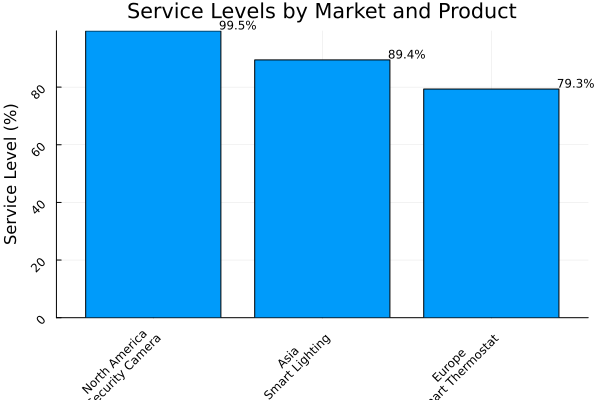 Service Levels by Market and Product
99.5%
89.4%
79.3%
Service Level (%)
80
60
40
20
0
North America
ecurity Camera
Asia
Smart Lighting
Europe
art Thermostat